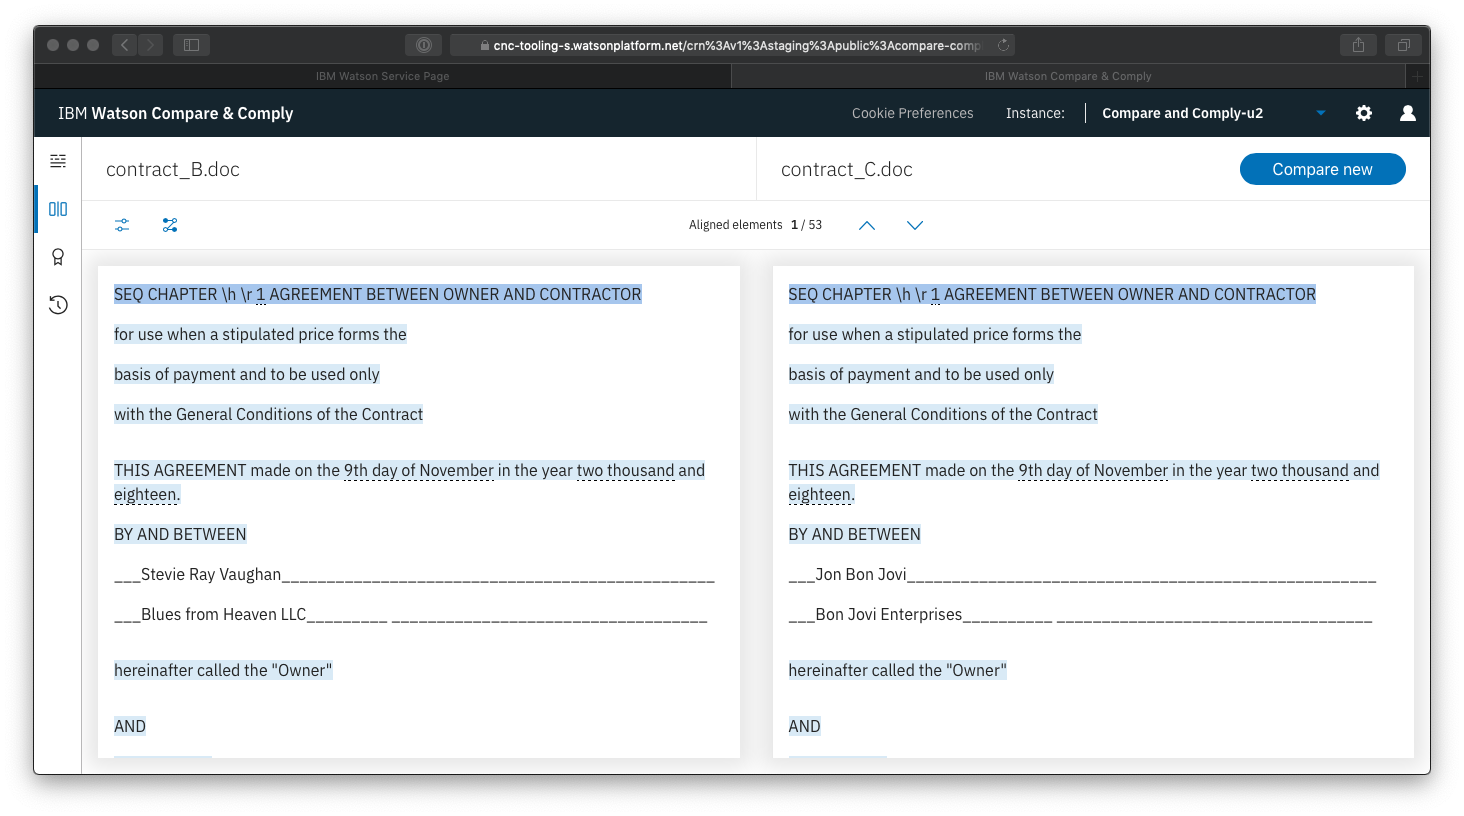 cnc-tooling-s.watsonplatform.net/crn%3Av1%3Astaging%3Apublic%3Acompare-comp
IBM Watson Service Page
IBM Watson Compare & Comply
IBM Watson Compare & Comply
Cookie Preferences
Instance:
Compare and Comply-u2
contract_B.doc
contract_C.doc
Compare new
Aligned elements 1 / 53
SEQ CHAPTER \h \r 1 AGREEMENT BETWEEN OWNER AND CONTRACTOR
for use when a stipulated price forms the
basis of payment and to be used only
with the General Conditions of the Contract
THIS AGREEMENT made on the 9th day of November in the year two thousand and
eighteen.
BY AND BETWEEN
___Stevie Ray Vaughan________________________________________________
___Blues from Heaven LLC_________ ___________________________________
hereinafter called the "Owner"
AND
SEQ CHAPTER \h \r 1 AGREEMENT BETWEEN OWNER AND CONTRACTOR
for use when a stipulated price forms the
basis of payment and to be used only
with the General Conditions of the Contract
THIS AGREEMENT made on the 9th day of November in the year two thousand and
eighteen.
BY AND BETWEEN
___Jon Bon Jovi____________________________________________________
___Bon Jovi Enterprises__________ ___________________________________
hereinafter called the "Owner"
AND